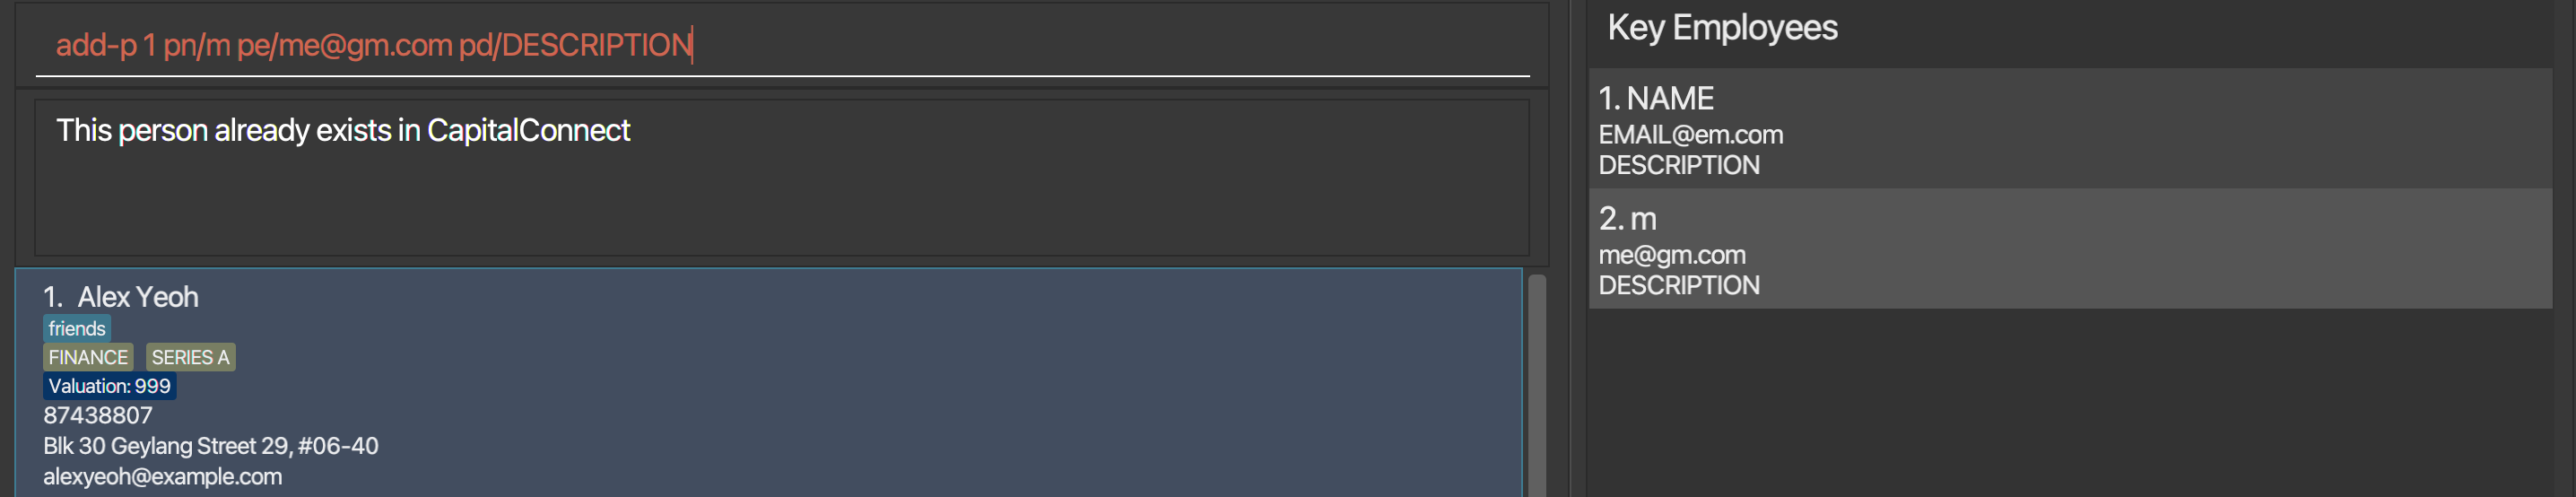 add-p 1 pn/m pe/me@gm.com pd/DESCRIPTION
This person already exists in CapitalConnect
1. Alex Yeoh
friends
FINANCE SERIES A
Valuation: 999
87438807
Blk 30 Geylang Street 29, #06-40
alexyeoh@example.com
Key Employees
1. NAME
EMAIL@em.com
DESCRIPTION
2. m
me@gm.com
DESCRIPTION